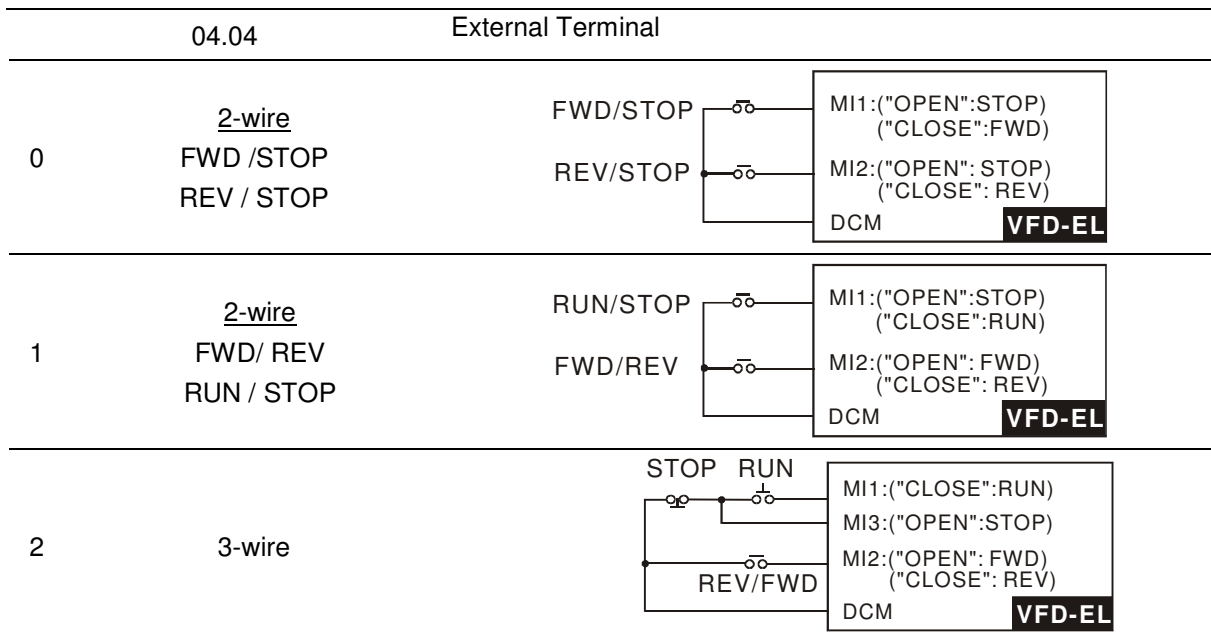 04.04 External Terminal
0
2-wire
FWD /STOP
REV / STOP
FWD/STOP
REV/STOP
MI1:("OPEN":STOP)
("CLOSE":FWD)
MI2:("OPEN": STOP)
("CLOSE": REV)
DCM
VFD-EL
1
2-wire
FWD/ REV
RUN / STOP
RUN/STOP
FWD/REV
MI1:("OPEN":STOP)
("CLOSE":RUN)
MI2:("OPEN": FWD)
("CLOSE": REV)
DCM
VFD-EL
2
3-wire
STOP RUN
REV/FWD
MI1:("CLOSE":RUN)
MI3:("OPEN":STOP)
MI2:("OPEN": FWD)
("CLOSE": REV)
DCM
VFD-EL